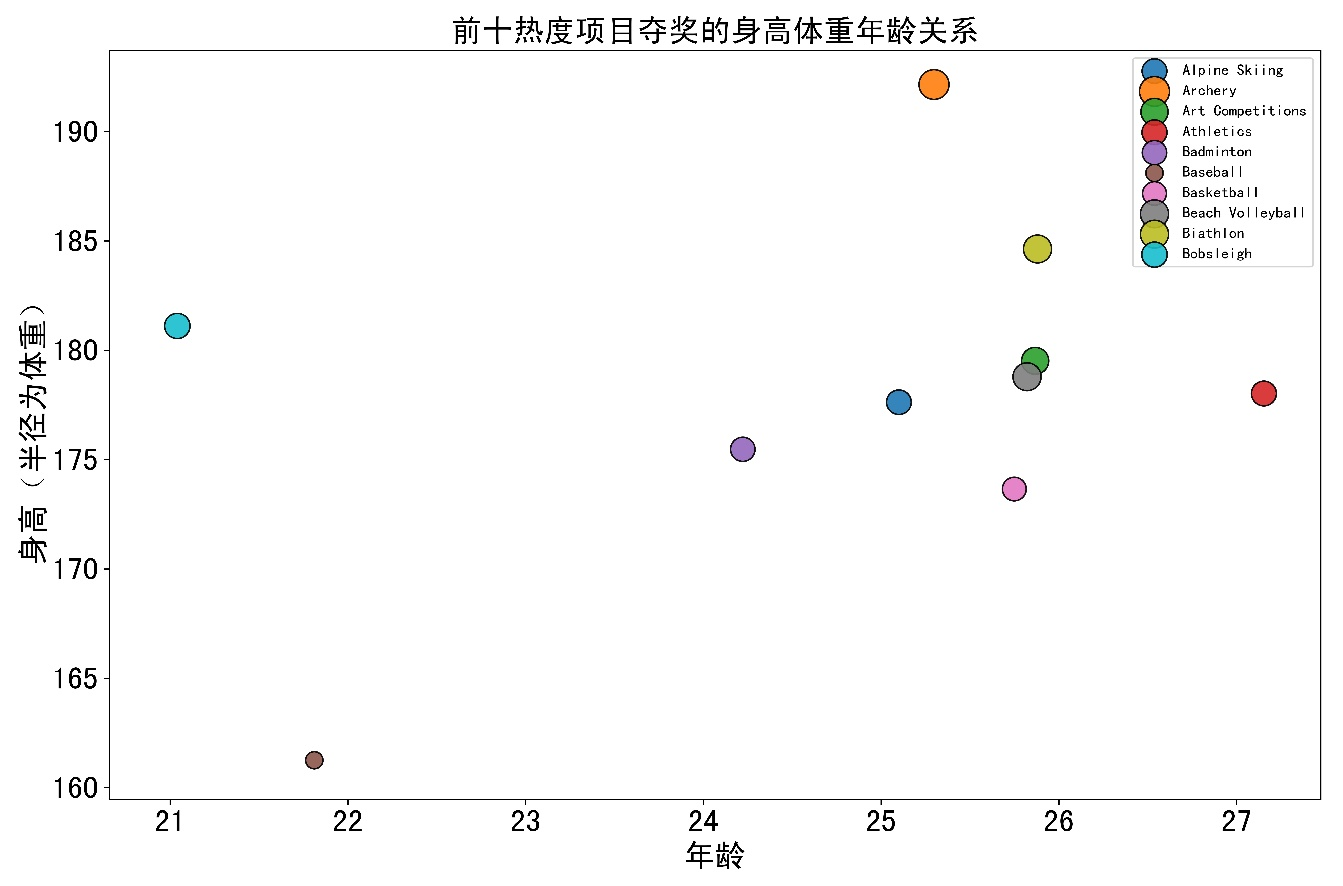 前十热度项目夺奖的身高体重年龄关系
Alpine Skiing
Archery
Art Competitions
Athletics
Badminton
Baseball
Basketball
Beach Volleyball
Biathlon
Bobsleigh
身高（半径为体重）
190
185
180
175
170
165
160
21 22 23 24 25 26 27
年龄